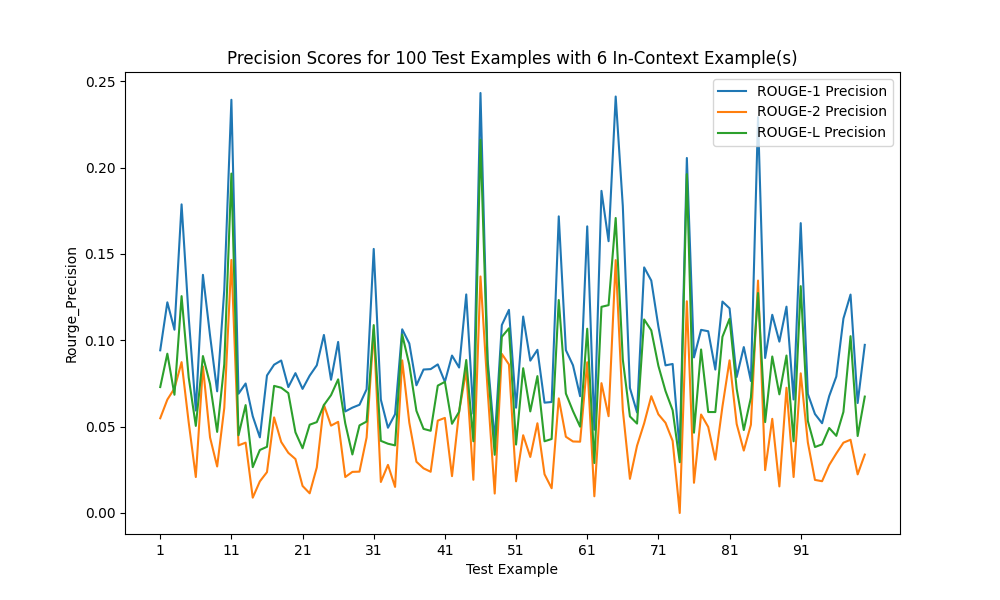 Precision Scores for 100 Test Examples with 6 In-Context Example(s)
ROUGE-1 Precision
ROUGE-2 Precision
ROUGE-L Precision
Rourge_Precision
0.25
0.20
0.15
0.10
0.05
0.00
1 11 21 31 41 51 61 71 81 91
Test Example